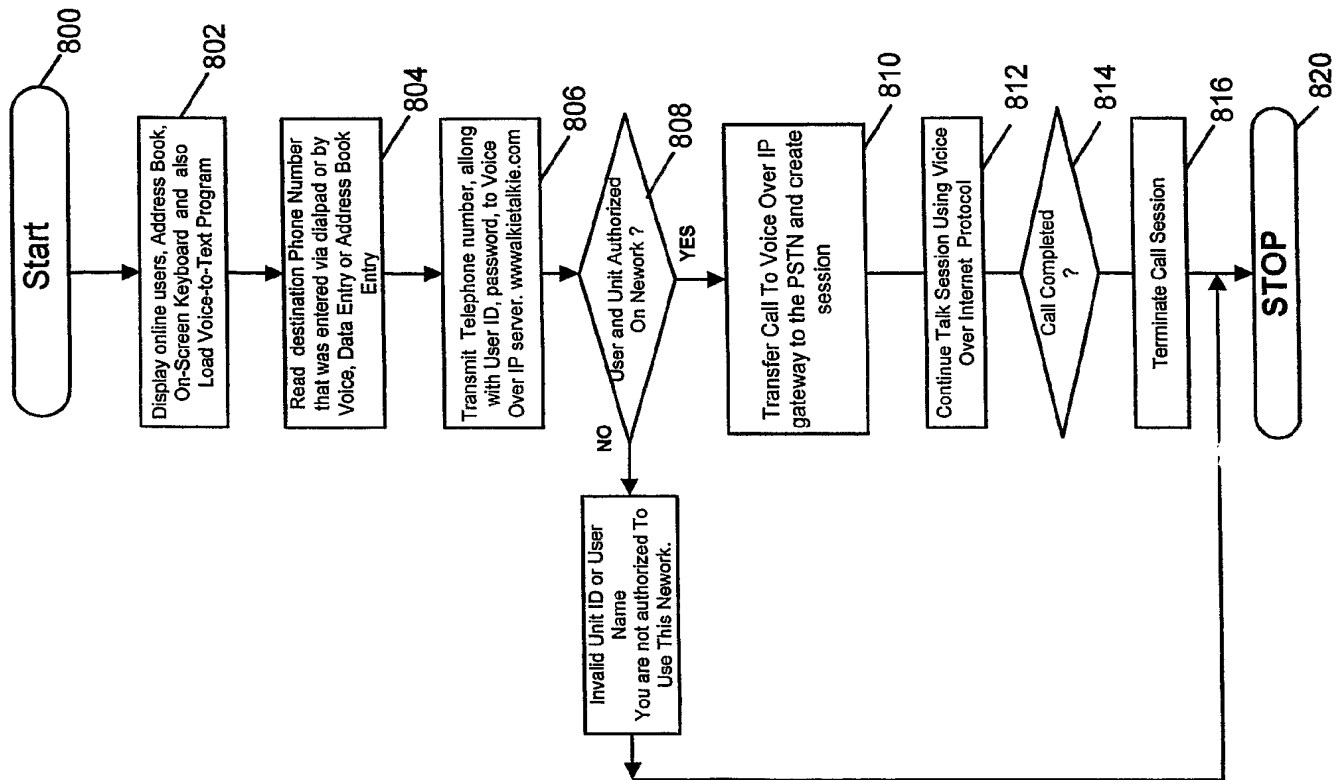 Start
800
Display online users, Address Book,
On-Screen Keyboard and also
Load Voice-to-Text Program
802
Read destination Phone Number
that was entered via dialpad or by
Voice, Data Entry or Address Book
Entry
804
Transmit Telephone number, allong
with User ID, password, to Voice
Over IP server. wwwalkietalkie.com
806
User and Unit Authorized
On Network ?
808
NO
YES
Invalid Unit ID or User
Name
You are not authorized To
Use This Nework.
Transfer Call To Voice Over IP
gateway to the PSTN and create
session
810
Continue Talk Session Using Vicice
Over Internet Protocol
812
Call Completed
?
814
Terminate Call Session
816
STOP
820